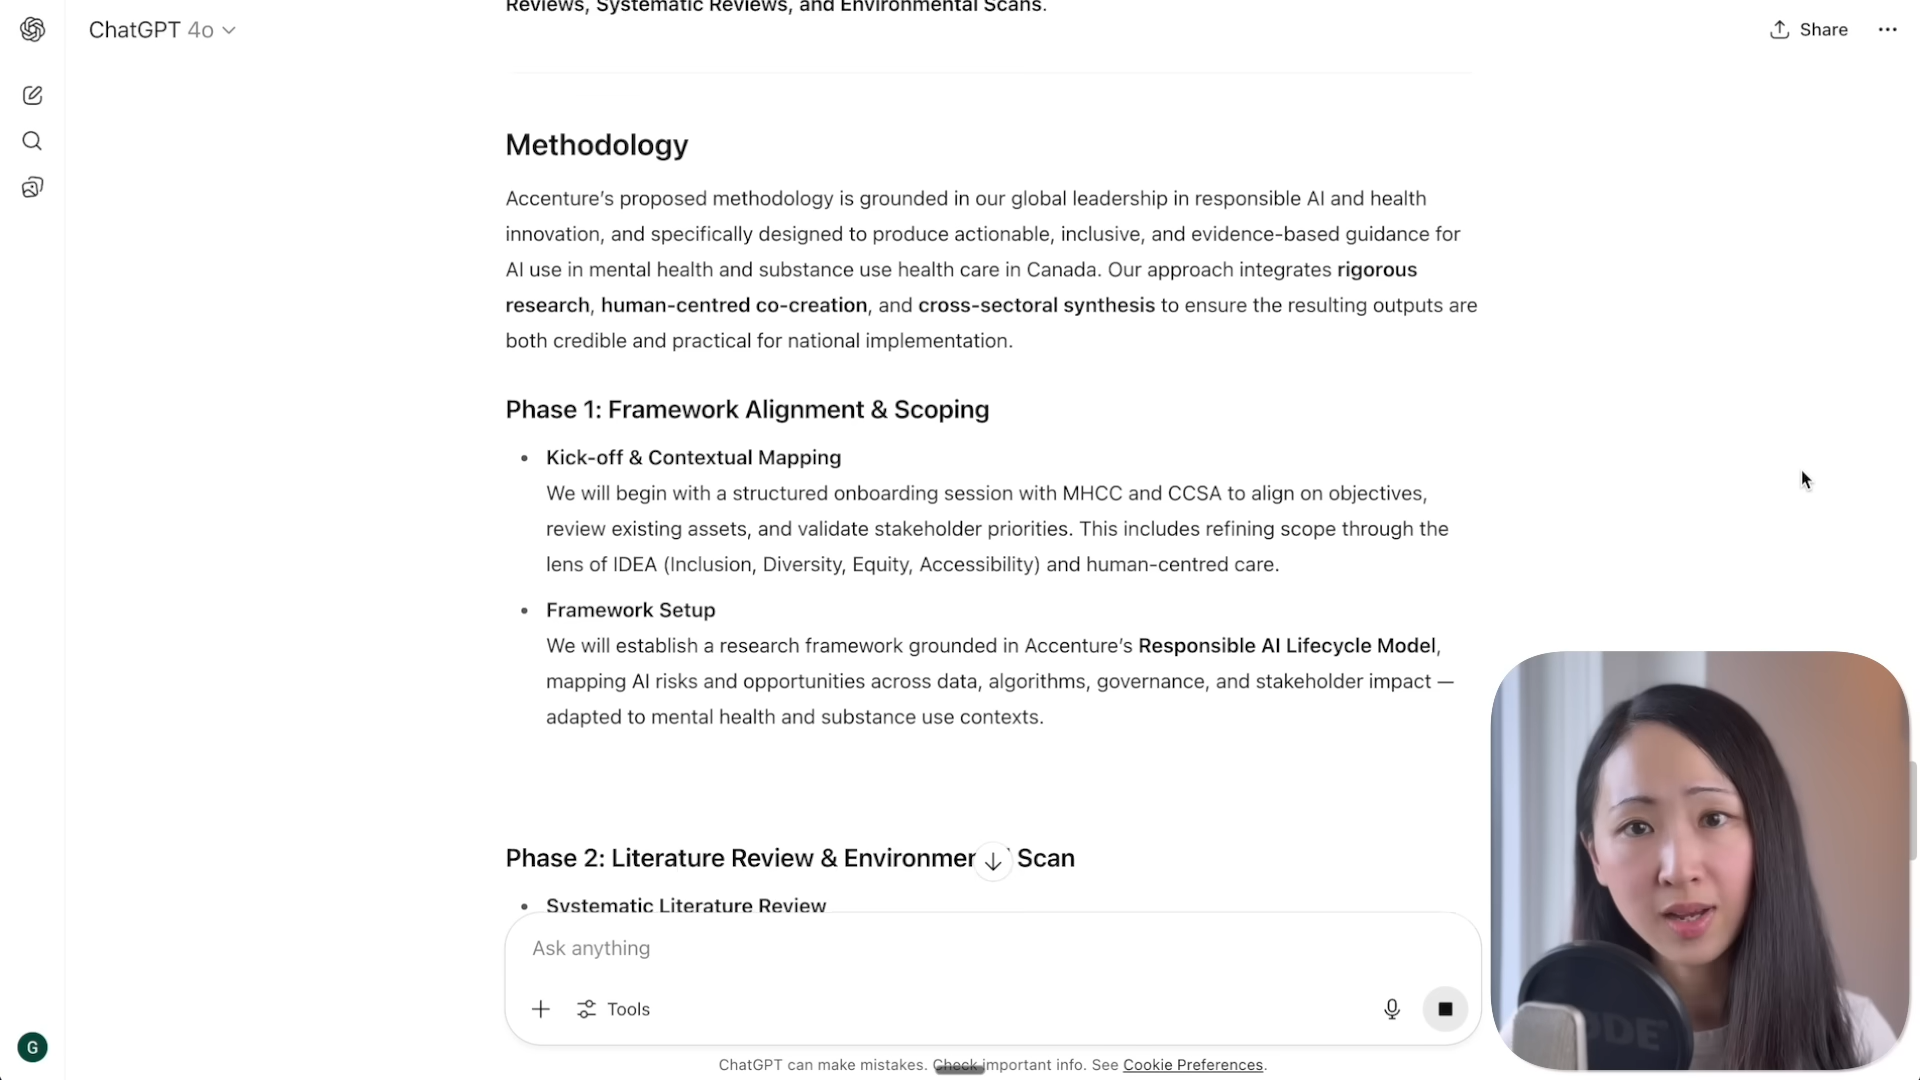 Reviews, Systematic Reviews, and Environmental Scans.
ChatGPT 4o
Share
Methodology
Accenture’s proposed methodology is grounded in our global leadership in responsible AI and health
innovation, and specifically designed to produce actionable, inclusive, and evidence-based guidance for
AI use in mental health and substance use health care in Canada. Our approach integrates rigorous
research, human-centred co-creation, and cross-sectoral synthesis to ensure the resulting outputs are
both credible and practical for national implementation.
Phase 1: Framework Alignment & Scoping
• Kick-off & Contextual Mapping
We will begin with a structured onboarding session with MHCC and CCSA to align on objectives,
review existing assets, and validate stakeholder priorities. This includes refining scope through the
lens of IDEA (Inclusion, Diversity, Equity, Accessibility) and human-centred care.
• Framework Setup
We will establish a research framework grounded in Accenture’s Responsible AI Lifecycle Model,
mapping AI risks and opportunities across data, algorithms, governance, and stakeholder impact —
adapted to mental health and substance use contexts.
Phase 2: Literature Review & Environmen Scan
• Systematic Literature Review
Ask anything
Tools
G
ChatGPT can make mistakes. Check important info. See Cookie Preferences.